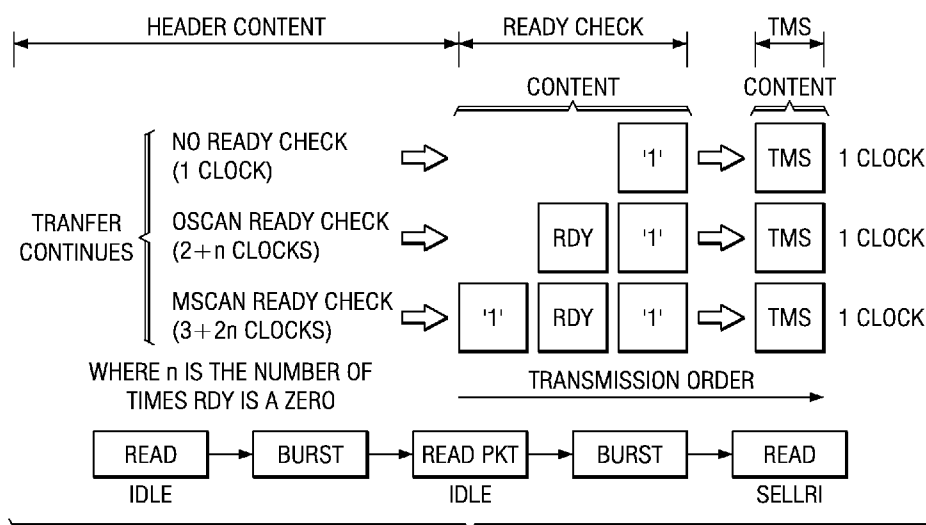 HEADER CONTENT READY CHECK TMS
CONTENT CONTENT
NO READY CHECK
(1 CLOCK)
'1' TMS 1 CLOCK
TRANFER
CONTINUES
OSCAN READY CHECK
(2+n CLOCKS)
RDY '1' TMS 1 CLOCK
MSCAN READY CHECK
(3+2n CLOCKS)
'1' RDY '1' TMS 1 CLOCK
WHERE n IS THE NUMBER OF
TIMES RDY IS A ZERO
TRANSMISSION ORDER
READ BURST READ PKT BURST READ
IDLE IDLE SELLRI